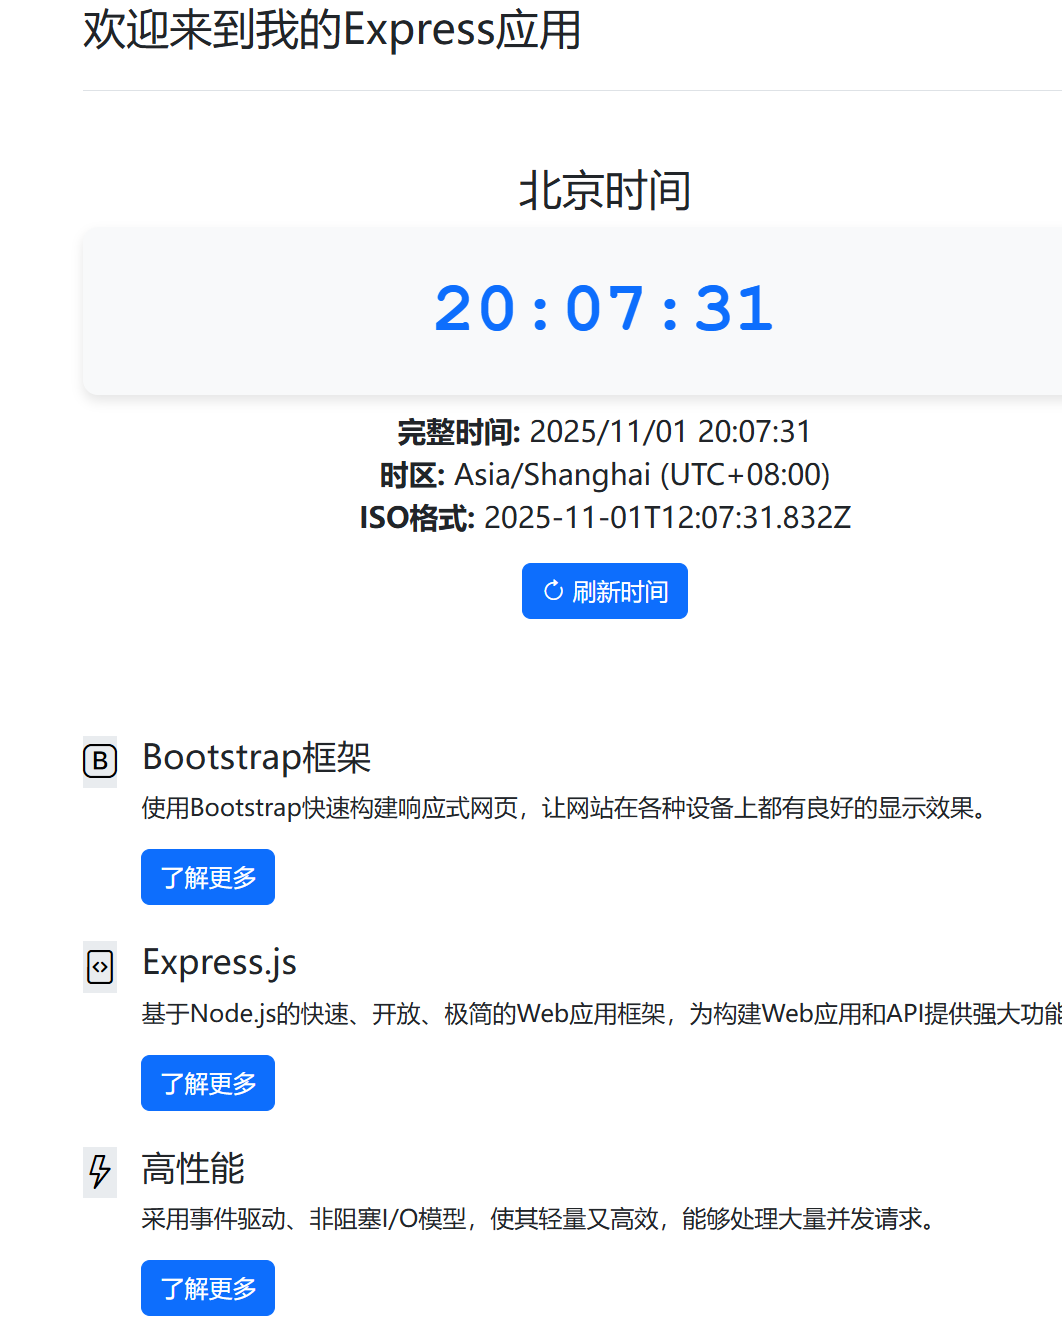 欢迎来到我的Express应用
北京时间
20:07:31
完整时间: 2025/11/01 20:07:31
时区: Asia/Shanghai (UTC+08:00)
ISO格式: 2025-11-01T12:07:31.832Z
刷新时间
B Bootstrap框架
使用Bootstrap快速构建响应式网页，让网站在各种设备上都有良好的显示效果。
了解更多
Express.js
基于Node.js的快速、开放、极简的Web应用框架，为构建Web应用和API提供强大功能
了解更多
高性能
采用事件驱动、非阻塞I/O模型，使其轻量又高效，能够处理大量并发请求。
了解更多